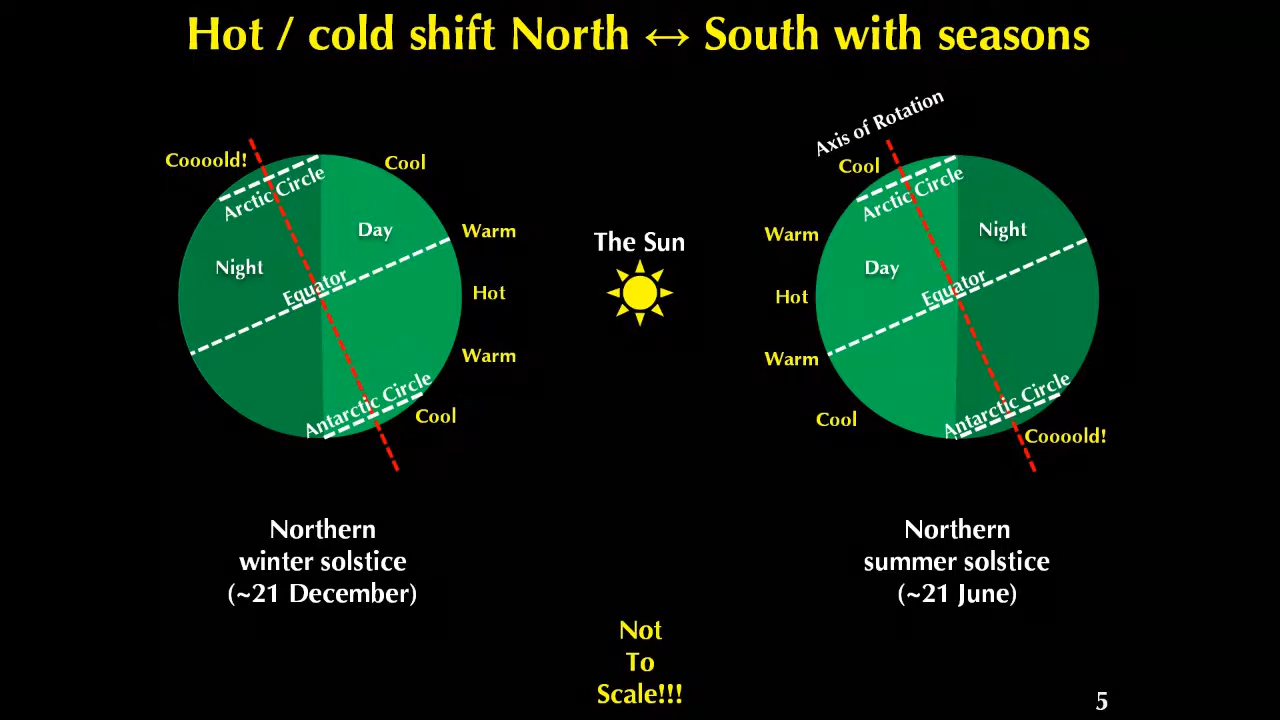 Hot / cold shift North ↔ South with seasons
Coooold!
Arctic Circle
Cool
Day
Warm
Night
Equator
Hot
Warm
Antarctic Circle
Cool
Northern
winter solstice
(~21 December)
The Sun
Axis of Rotation
Cool
Arctic Circle
Warm
Night
Day
Equator
Hot
Warm
Antarctic Circle
Cool
Coooold!
Northern
summer solstice
(~21 June)
Not
To
Scale!!!
5